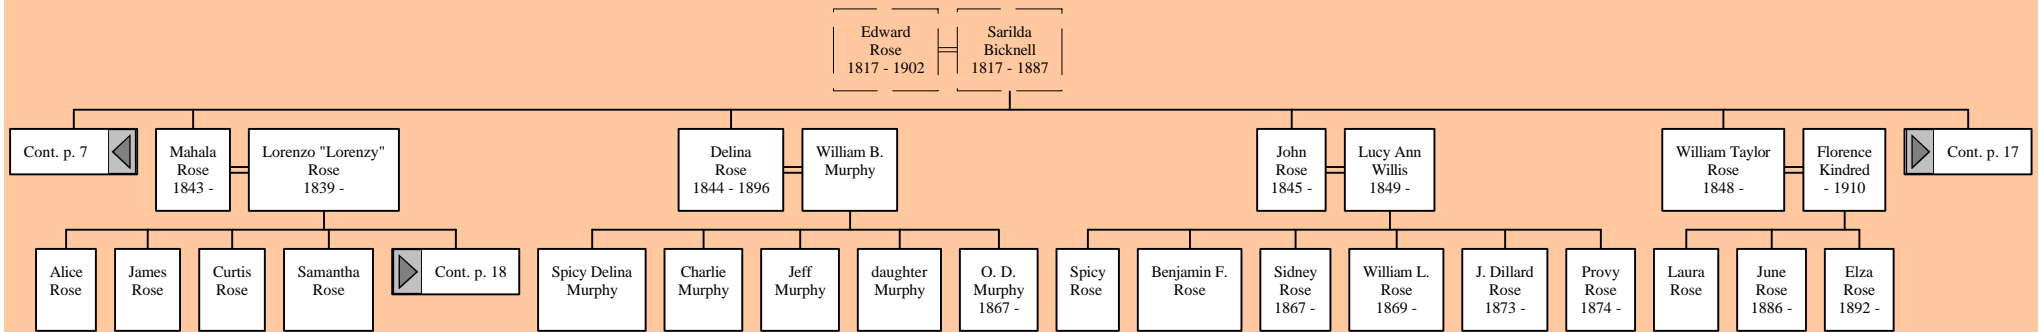 Edward
Rose
1817 - 1902
Sarilda
Bicknell
1817 - 1887
Cont. p. 7
Mahala
Rose
1843 -
Lorenzo "Lorenzy"
Rose
1839 -
Delina
Rose
1844 - 1896
William B.
Murphy
John
Rose
1845 -
Lucy Ann
Willis
1849 -
William Taylor
Rose
1848 -
Florence
Kindred
- 1910
Cont. p. 17
Alice
Rose
James
Rose
Curtis
Rose
Samantha
Rose
Cont. p. 18
Spicy Delina
Murphy
Charlie
Murphy
Jeff
Murphy
daughter
Murphy
O. D.
Murphy
1867 -
Spicy
Rose
Benjamin F.
Rose
Sidney
Rose
1867 -
William L.
Rose
1869 -
J. Dillard
Rose
1873 -
Provy
Rose
1874 -
Laura
Rose
June
Rose
1886 -
Elza
Rose
1892 -